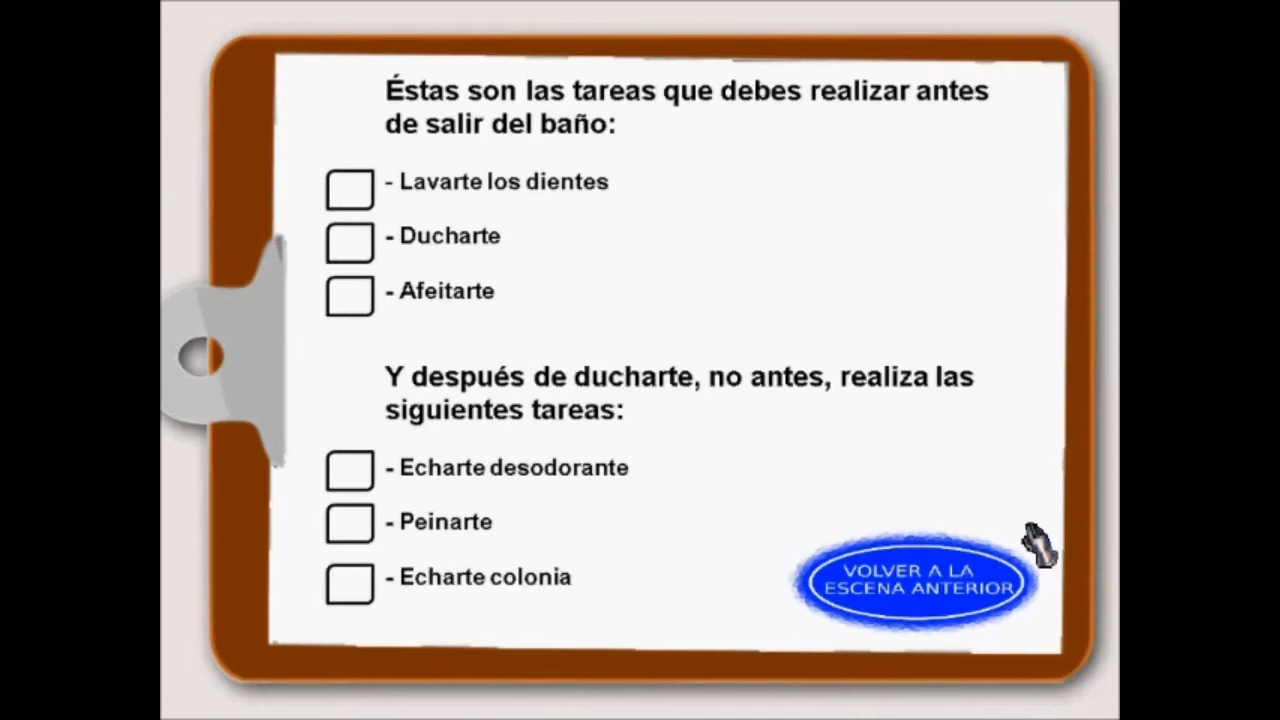 Éstas son las tareas que debes realizar antes
de salir del baño:
- Lavarte los dientes
- Ducharte
- Afeitarte
Y después de ducharte, no antes, realiza las
siguientes tareas:
- Echarte desodorante
- Peinarte
- Echarte colonia
VOLVER A LA
ESCENA ANTERIOR